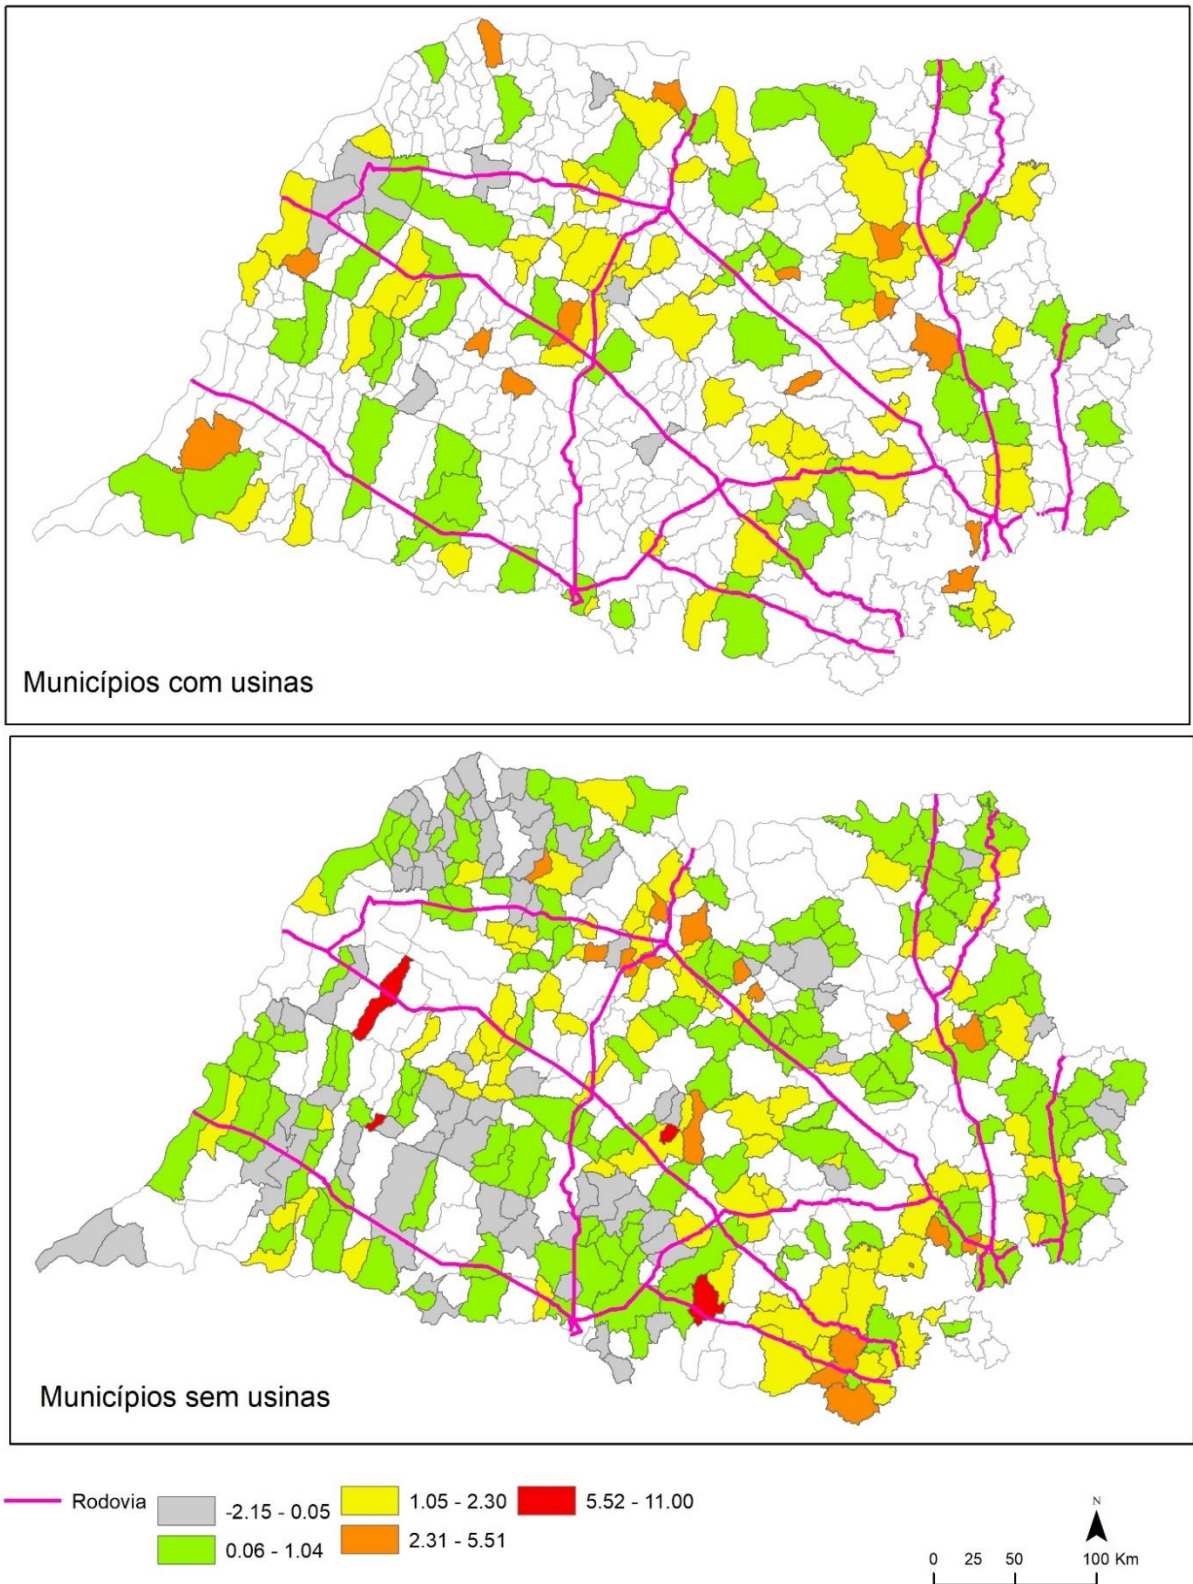 Municípios com usinas
Municípios sem usinas
Rodovia
-2.15 - 0.05
0.06 - 1.04
1.05 - 2.30
2.31 - 5.51
5.52 - 11.00
N
0 25 50 100 Km